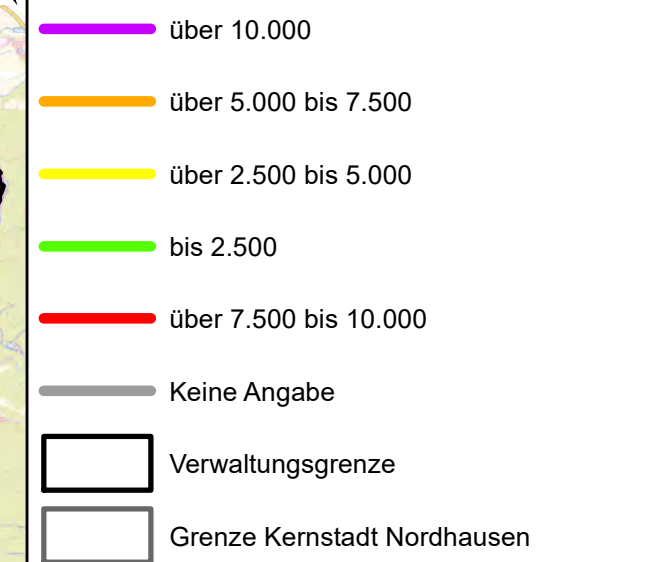 über 10.000
über 5.000 bis 7.500
über 2.500 bis 5.000
bis 2.500
über 7.500 bis 10.000
Keine Angabe
Verwaltungsgrenze
Grenze Kernstadt Nordhausen